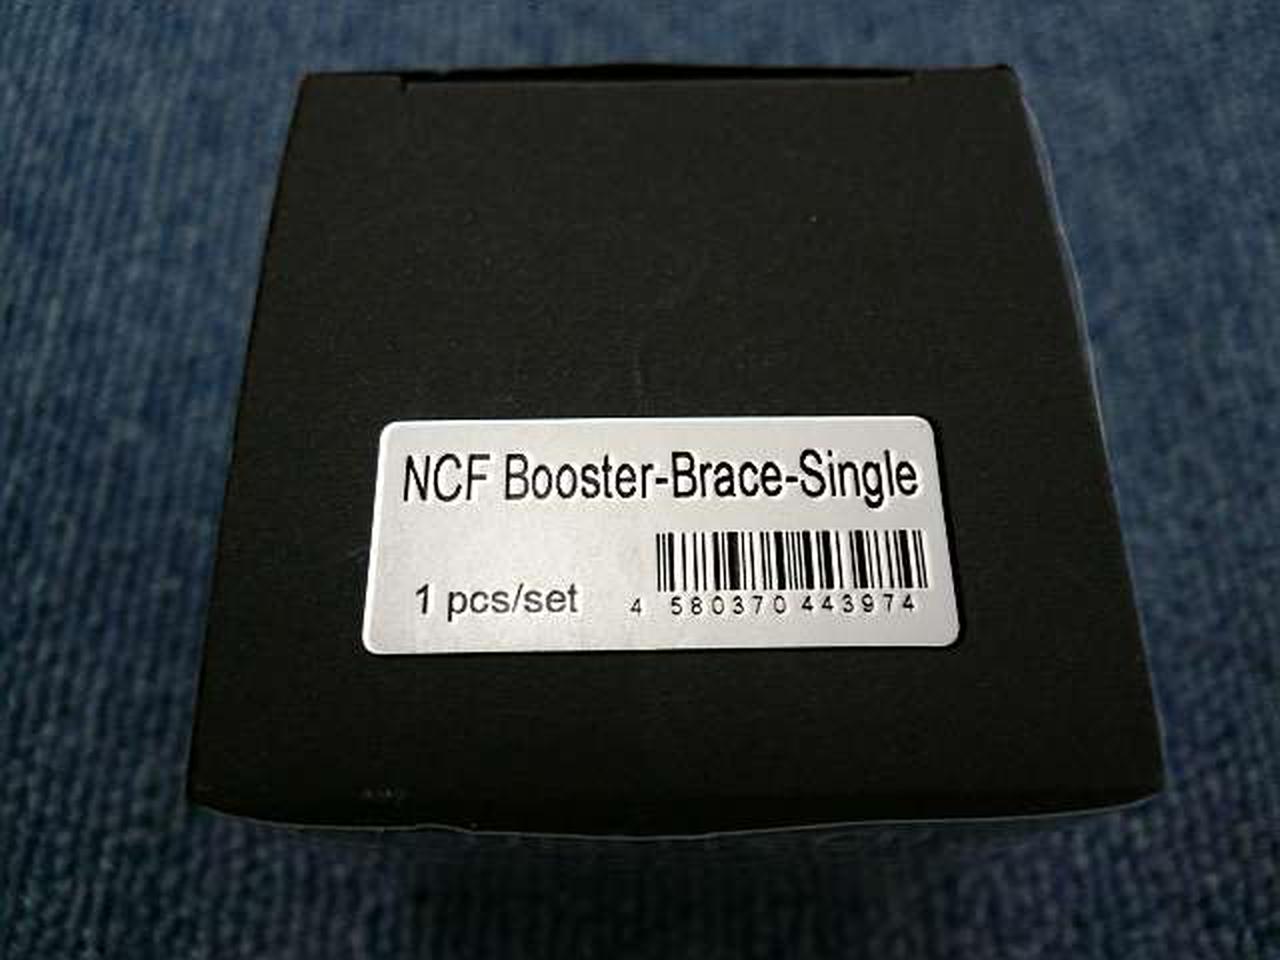 NCF Booster-Brace-Single
1 pcs/set
4 580370 443974